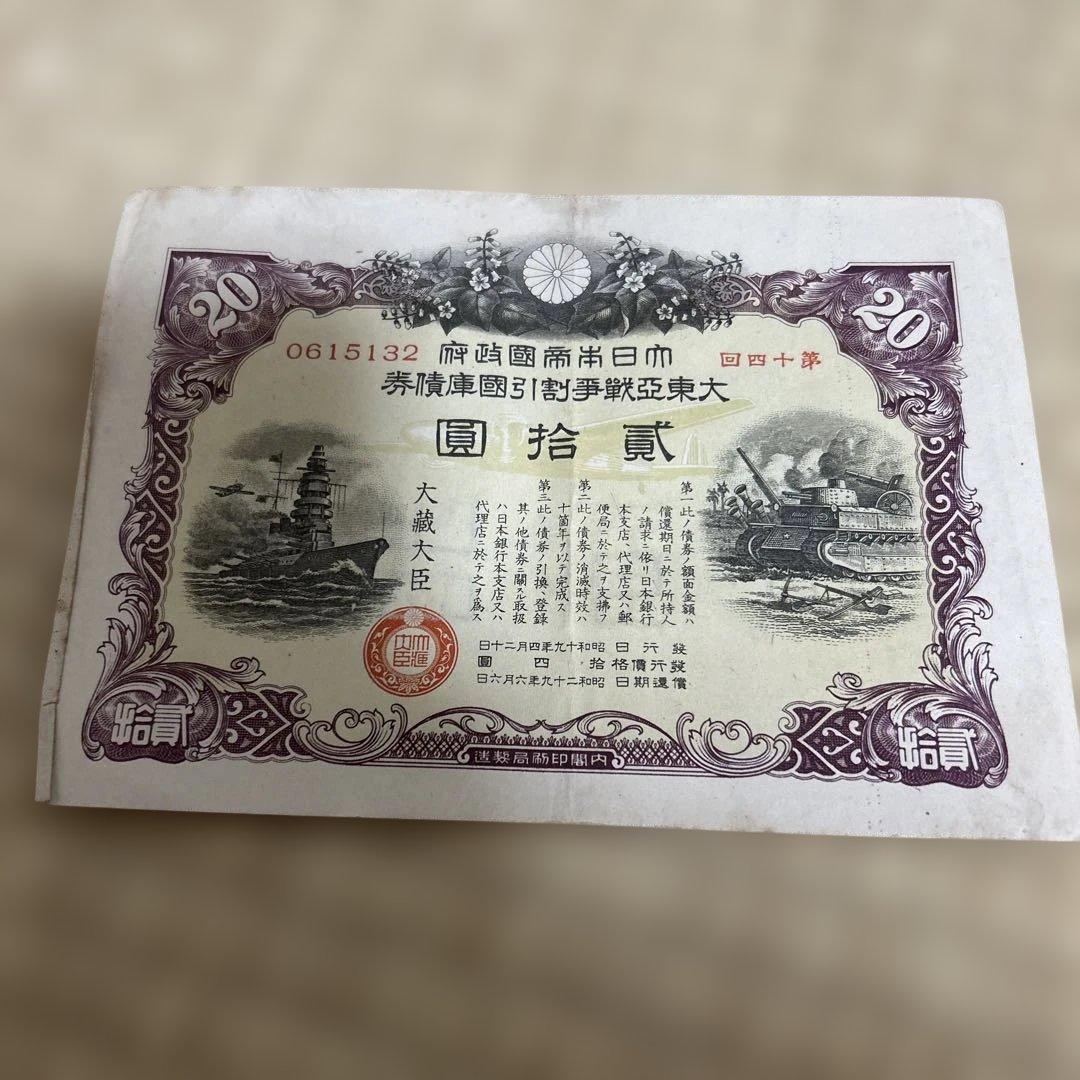 20
20
第十四回
大日本帝國政府
0615132
大東亞戰爭割引國庫債券
貳拾圓
第一此ノ債券ノ額面金額ハ
償還期日ニ於テ所持人
ノ請求ニ依リ日本銀行
本支店、代理店又ハ郵
便局ニ於テ之ヲ支拂フ
第二此ノ債券ノ消滅時效ハ
十箇年ヲ以テ完成ス
第三此ノ債券ノ引換、登録
其ノ他債券ニ關スル取扱
ハ日本銀行本支店又ハ
代理店ニ於テ之ヲ爲ス
大藏大臣
大藏大臣
發行日 昭和十九年四月二十日
發行價格 拾四圓
償還期日 昭和二十九年六月六日
貳拾
貳拾
內閣印刷局製造